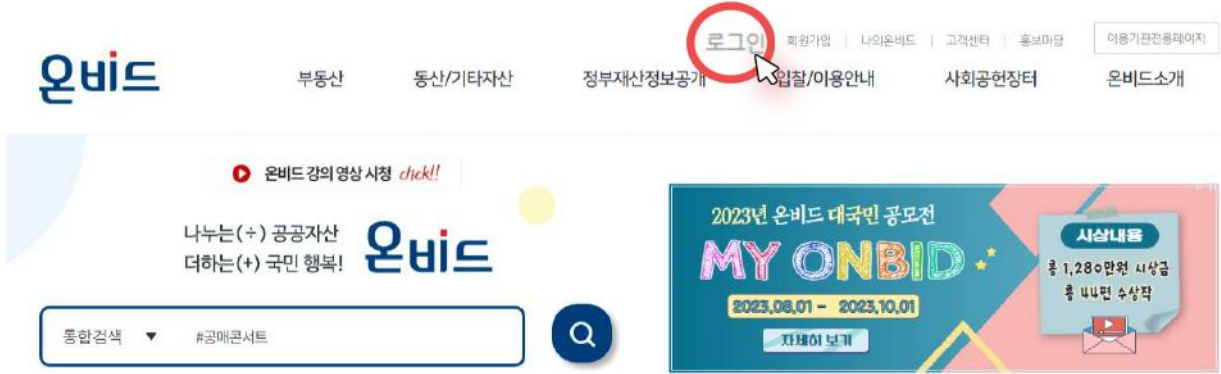 로그인 회원가입 | 나의온비드 | 고객센터 | 홍보마당 이용기관전용페이지
온비드 부동산 동산/기타자산 정부재산정보공개 입찰/이용안내 사회공헌장터 온비드소개
온비드 강의 영상 시청 click!!
나누는(÷) 공공자산
더하는(+) 국민 행복!
온비드
통합검색 ▼ #공매콘서트
2023년 온비드 대국민 공모전
MY ONBID
2023.08.01 - 2023.10.01
자세히 보기
시상내용
총 1,280만원 시상금
총 44편 수상작